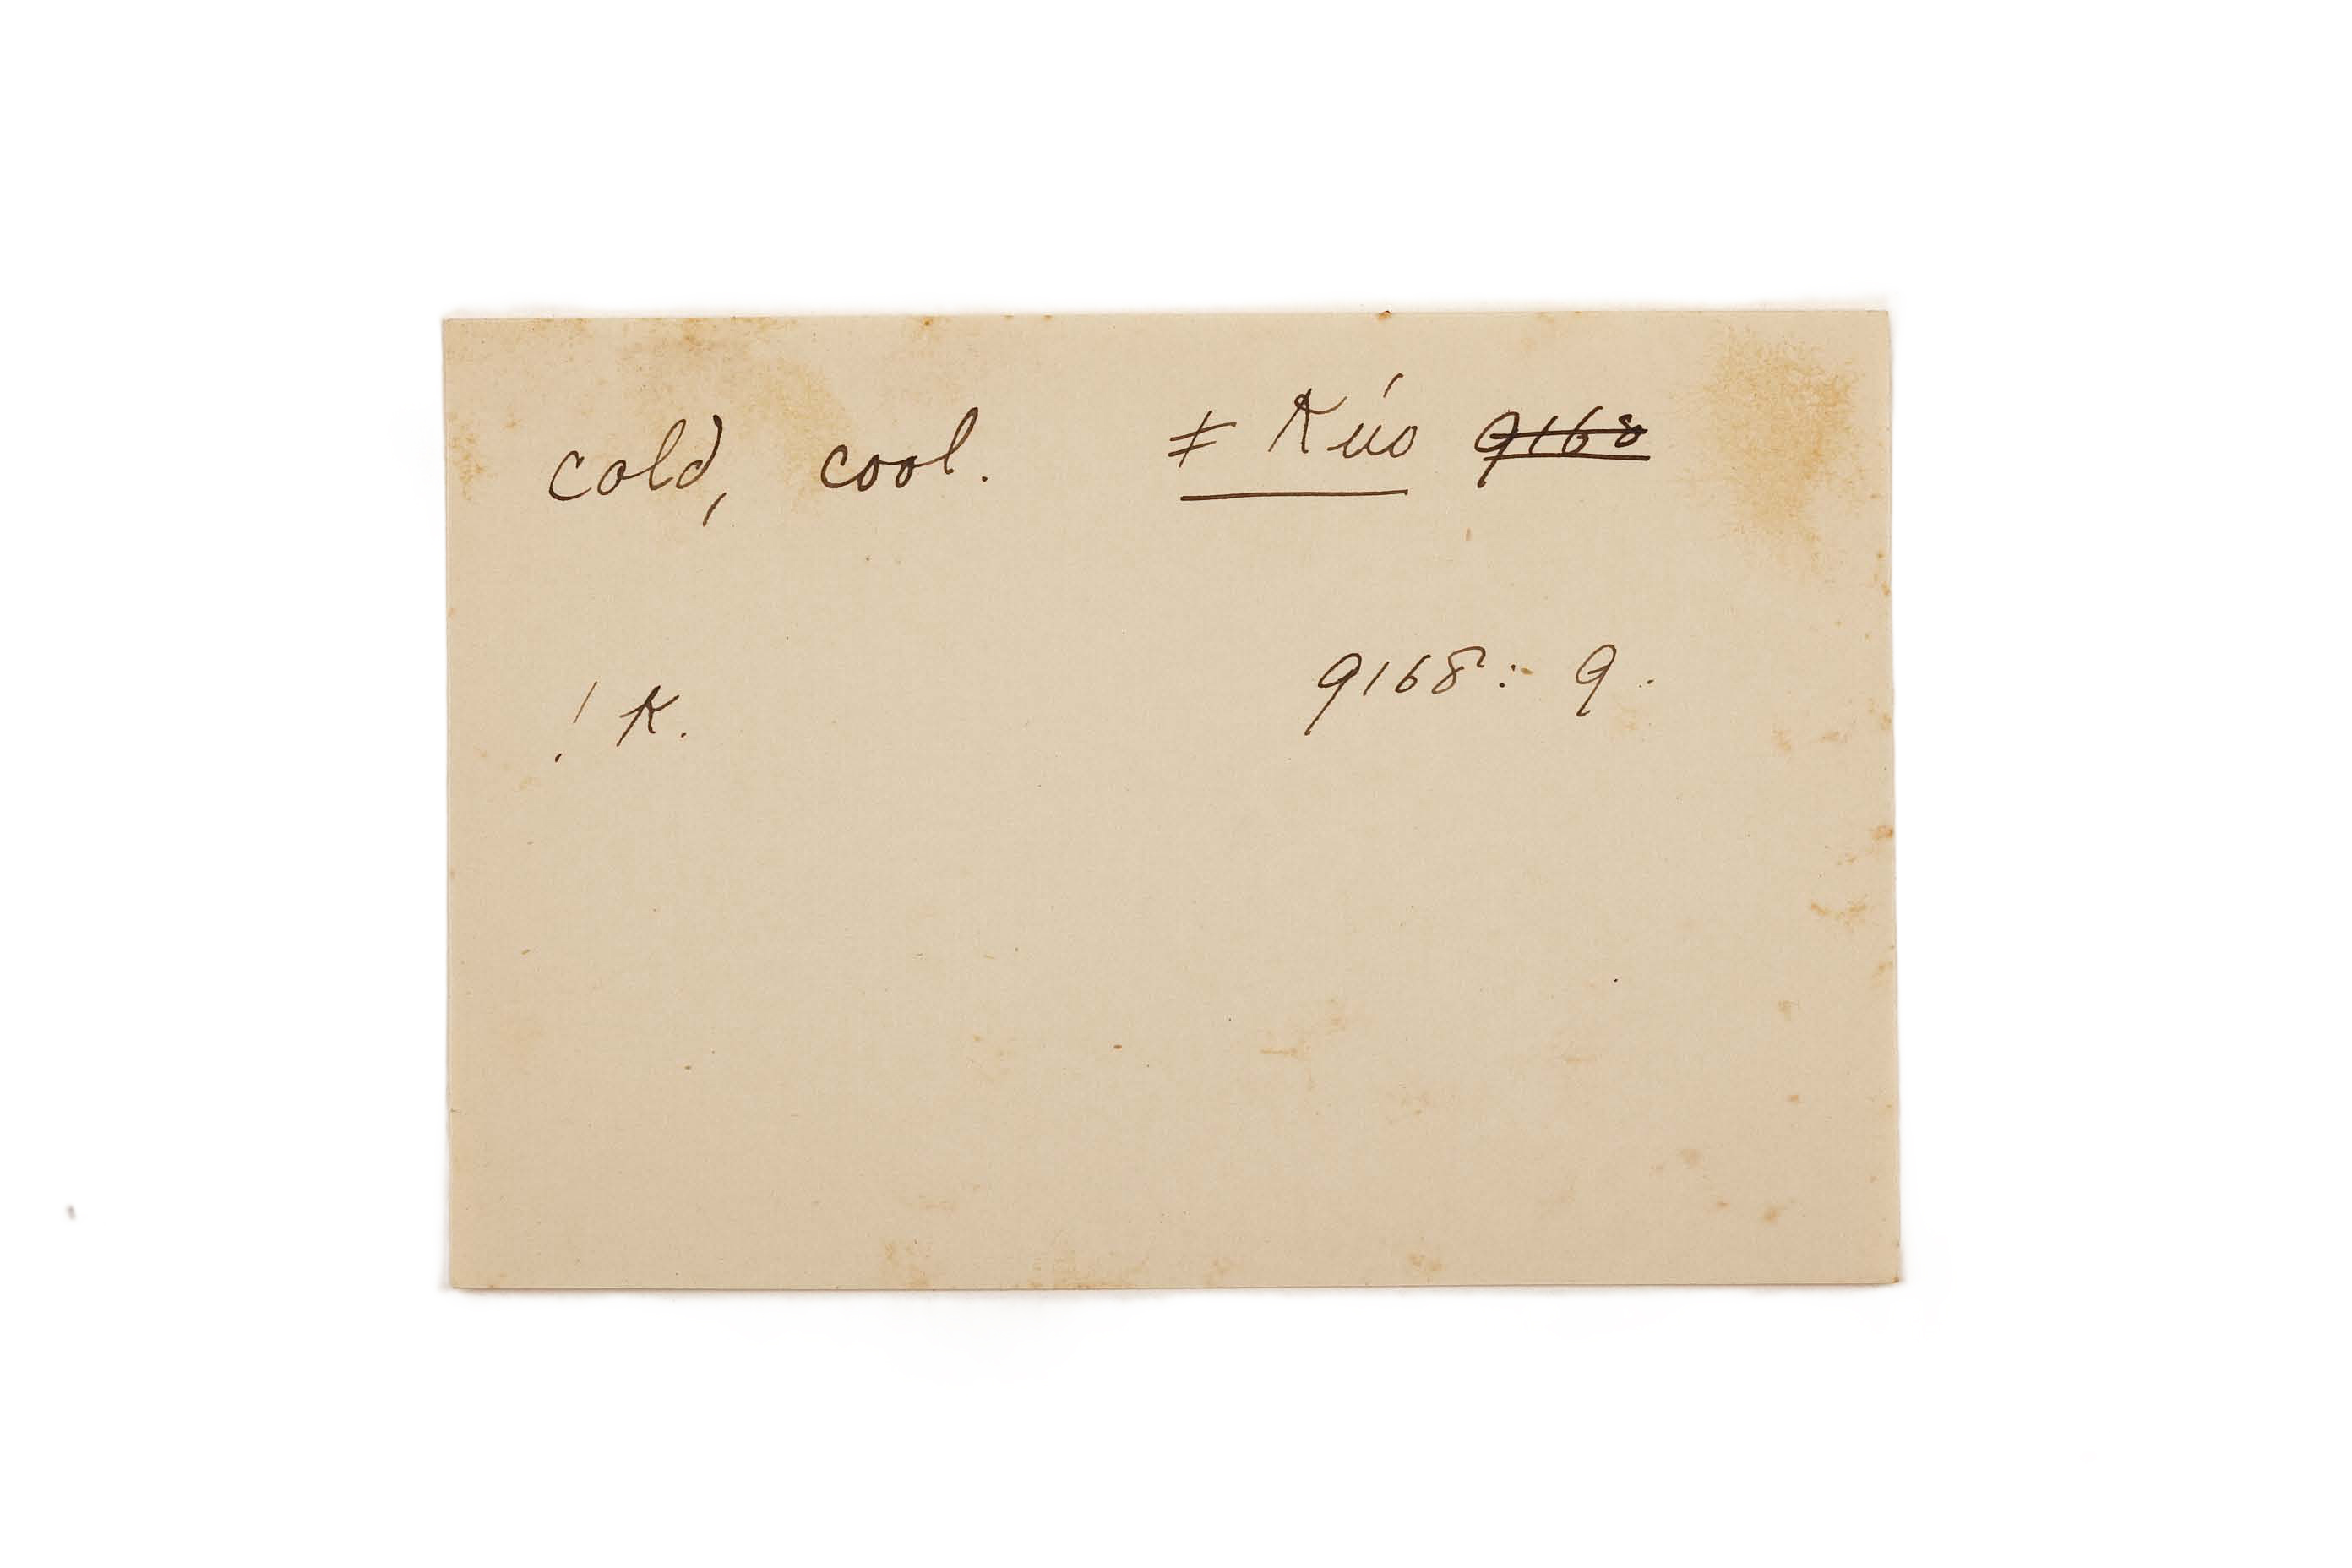 cold, cool. ǂ Kúo 9168
! K. 9168: 9.